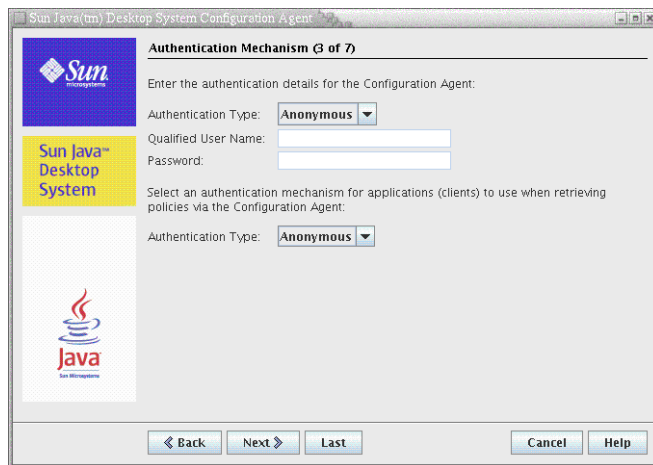 Sun Java(tm) Desktop System Configuration Agent
Sun
microsystems
Sun Java™
Desktop
System
Java
Sun Microsystems
Authentication Mechanism (3 of 7)
Enter the authentication details for the Configuration Agent:
Authentication Type: Anonymous
Qualified User Name:
Password:
Select an authentication mechanism for applications (clients) to use when retrieving
policies via the Configuration Agent:
Authentication Type: Anonymous
Back Next Last Cancel Help